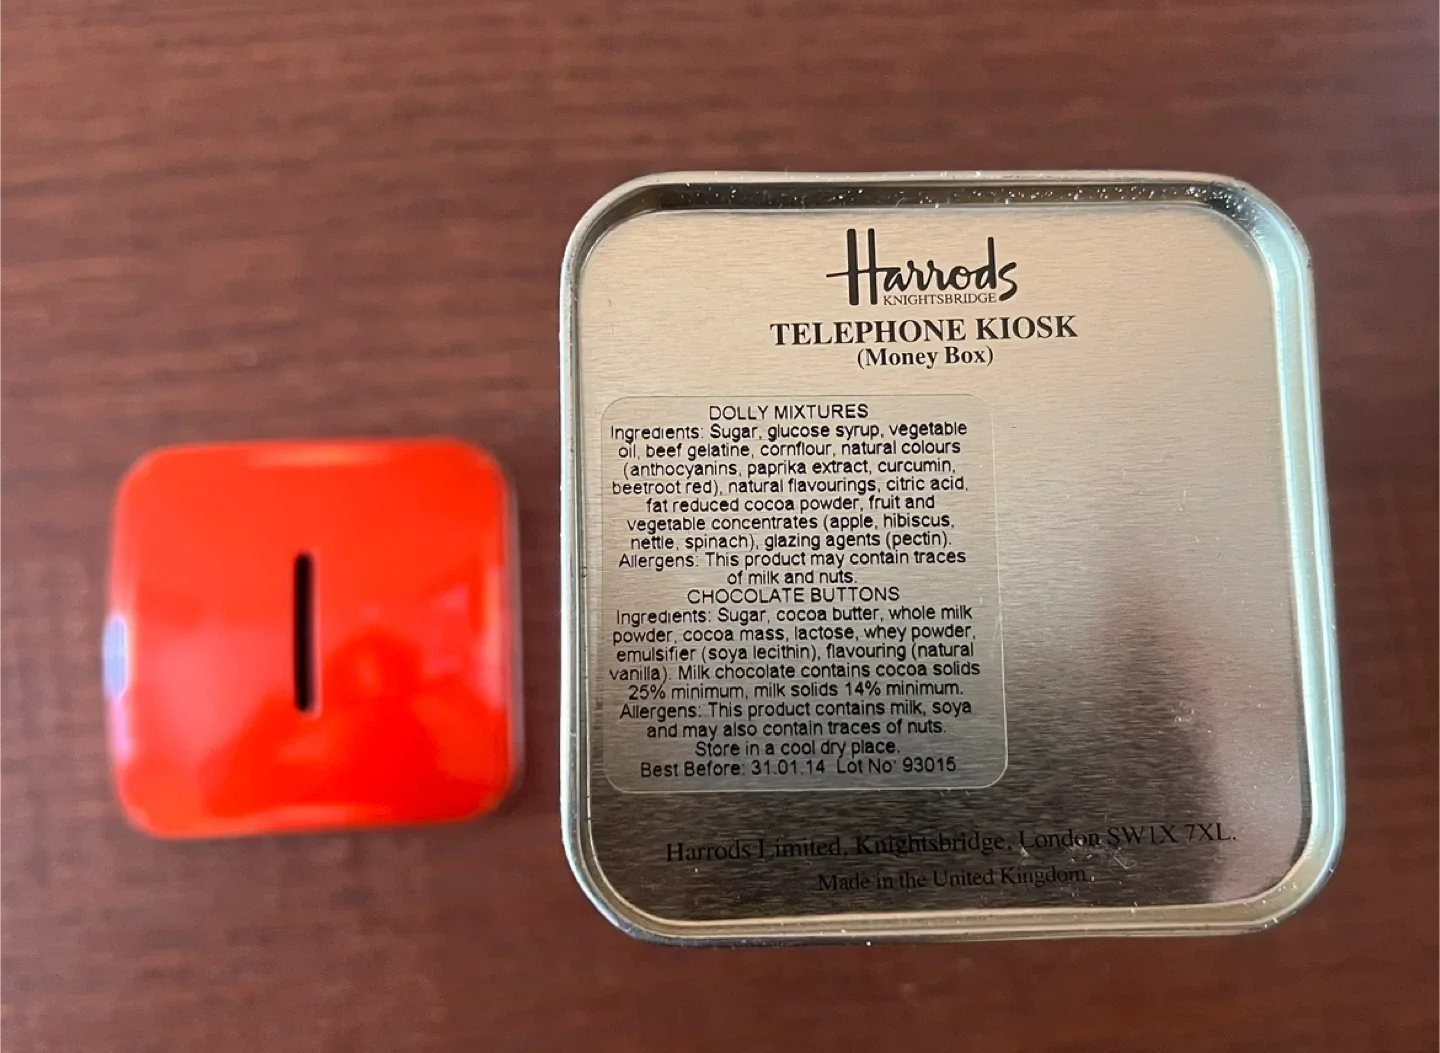 Harrods
KNIGHTSBRIDGE
TELEPHONE KIOSK
(Money Box)
DOLLY MIXTURES
Ingredients: Sugar, glucose syrup, vegetable
oil, beef gelatine, cornflour, natural colours
(anthocyanins, paprika extract, curcumin,
beetroot red), natural flavourings, citric acid,
fat reduced cocoa powder, fruit and
vegetable concentrates (apple, hibiscus,
nettle, spinach), glazing agents (pectin).
Allergens: This product may contain traces
of milk and nuts.
CHOCOLATE BUTTONS
Ingredients: Sugar, cocoa butter, whole milk
powder, cocoa mass, lactose, whey powder,
emulsifier (soya lecithin), flavouring (natural
vanilla). Milk chocolate contains cocoa solids
25% minimum, milk solids 14% minimum.
Allergens: This product contains milk, soya
and may also contain traces of nuts.
Store in a cool dry place.
Best Before: 31.01.14 Lot No: 93015
Harrods Limited, Knightsbridge, London SW1X 7XL.
Made in the United Kingdom.